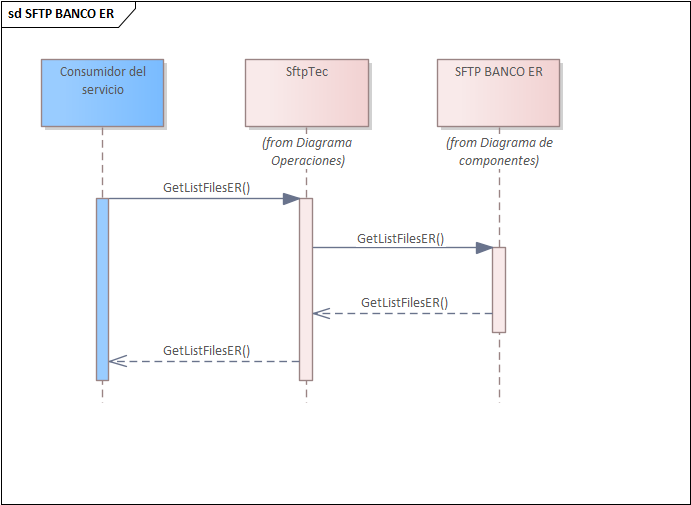 sd SFTP BANCO ER
Consumidor del
servicio
SftpTec
SFTP BANCO ER
(from Diagrama
Operaciones)
(from Diagrama de
componentes)
GetListFilesER()
GetListFilesER()
GetListFilesER()
GetListFilesER()